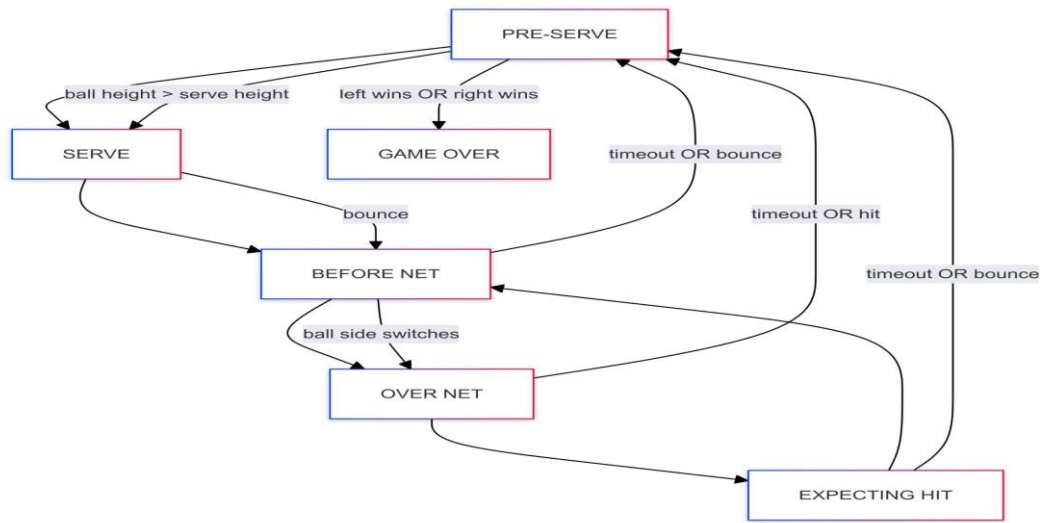 PRE-SERVE
ball height > serve height
left wins OR right wins
SERVE
GAME OVER
timeout OR bounce
bounce
timeout OR hit
BEFORE NET
timeout OR bounce
ball side switches
OVER NET
EXPECTING HIT